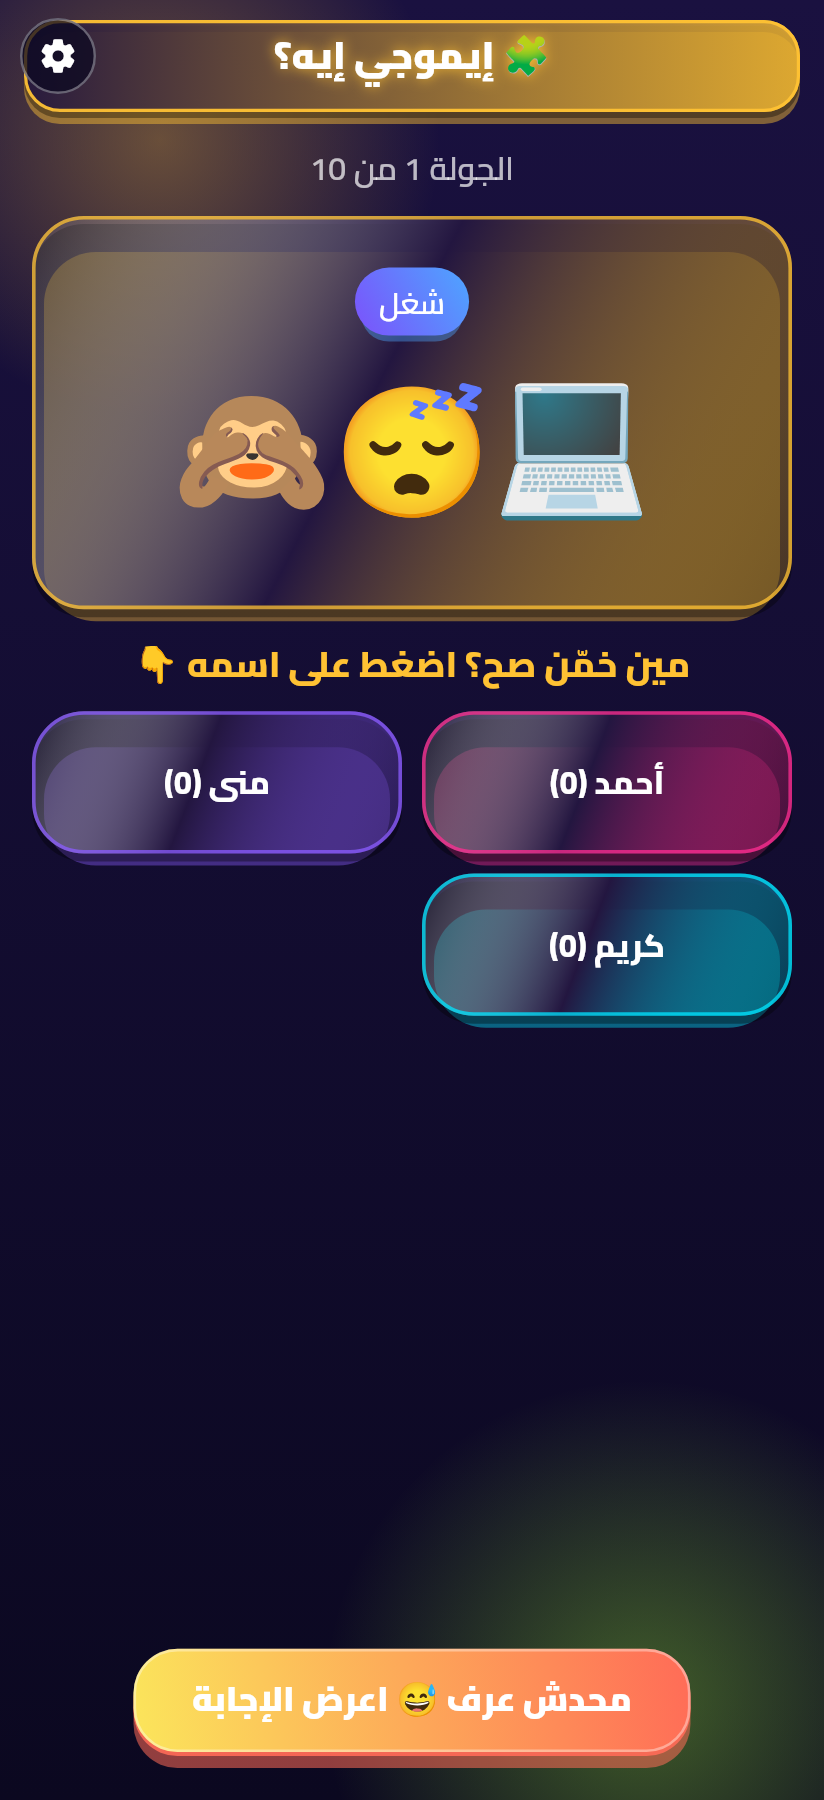 🧩 إيموجي إيه؟
الجولة 1 من 10
شغل
💻😴🙈
مين خمّن صح؟ اضغط على اسمه 👇
أحمد (0)
منى (0)
كريم (0)
محدش عرف 😅 اعرض الإجابة